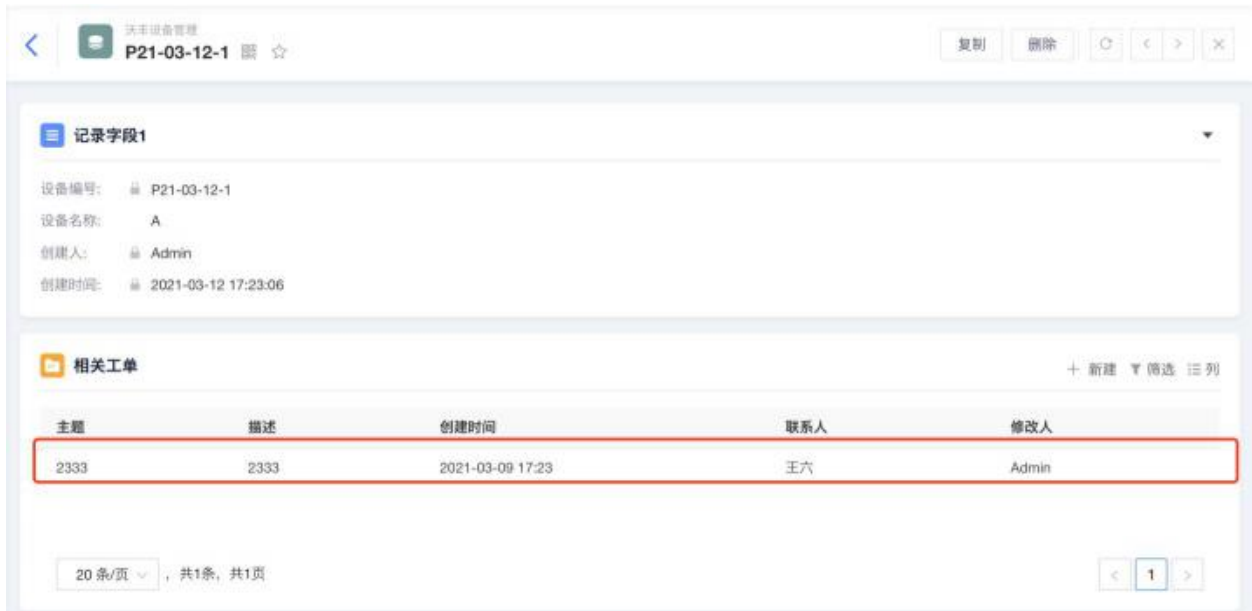 沃丰设备管理
P21-03-12-1
复制 删除
记录字段1
设备编号: P21-03-12-1
设备名称: A
创建人: Admin
创建时间: 2021-03-12 17:23:06
相关工单
新建 筛选 列
主题 描述 创建时间 联系人 修改人
2333 2333 2021-03-09 17:23 王六 Admin
20 条/页 ，共1条，共1页 1